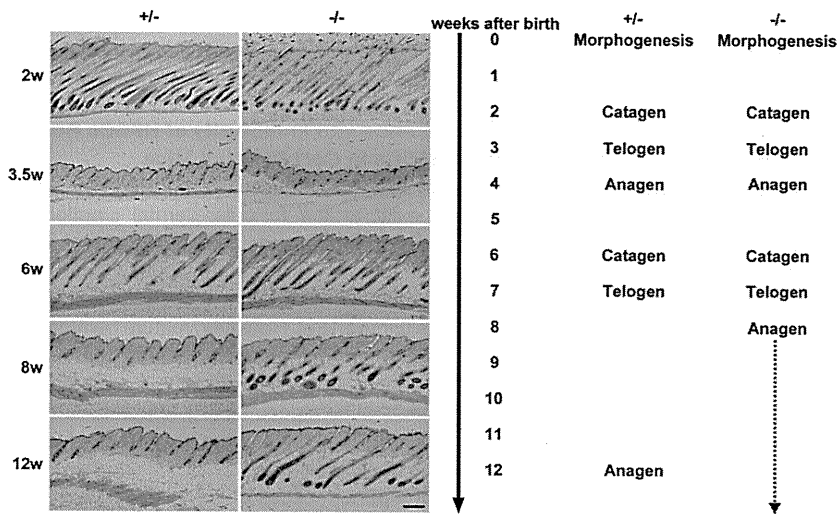 +/- -/-
2w
3.5w
6w
8w
12w
weeks after birth +/- -/-
0 Morphogenesis Morphogenesis
1
2 Catagen Catagen
3 Telogen Telogen
4 Anagen Anagen
5
6 Catagen Catagen
7 Telogen Telogen
8 Anagen
9
10
11
12 Anagen